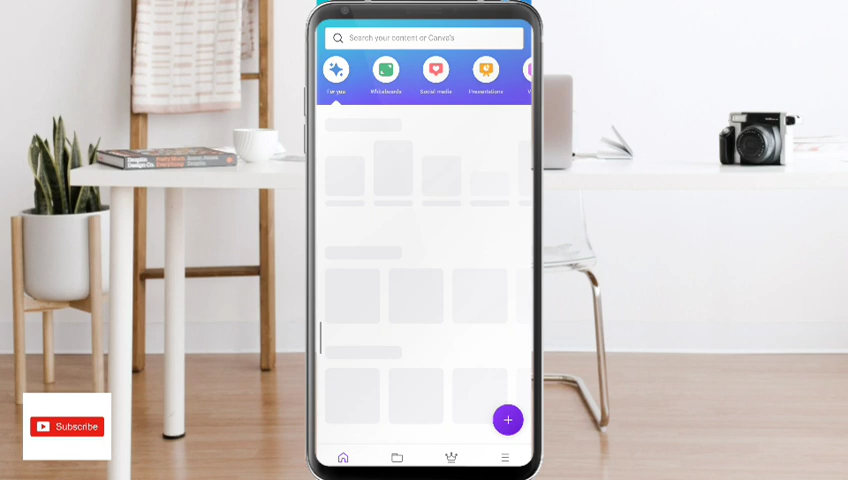 Search your content or Canva's
For you
Whiteboards
Social media
Presentations
V
Subscribe